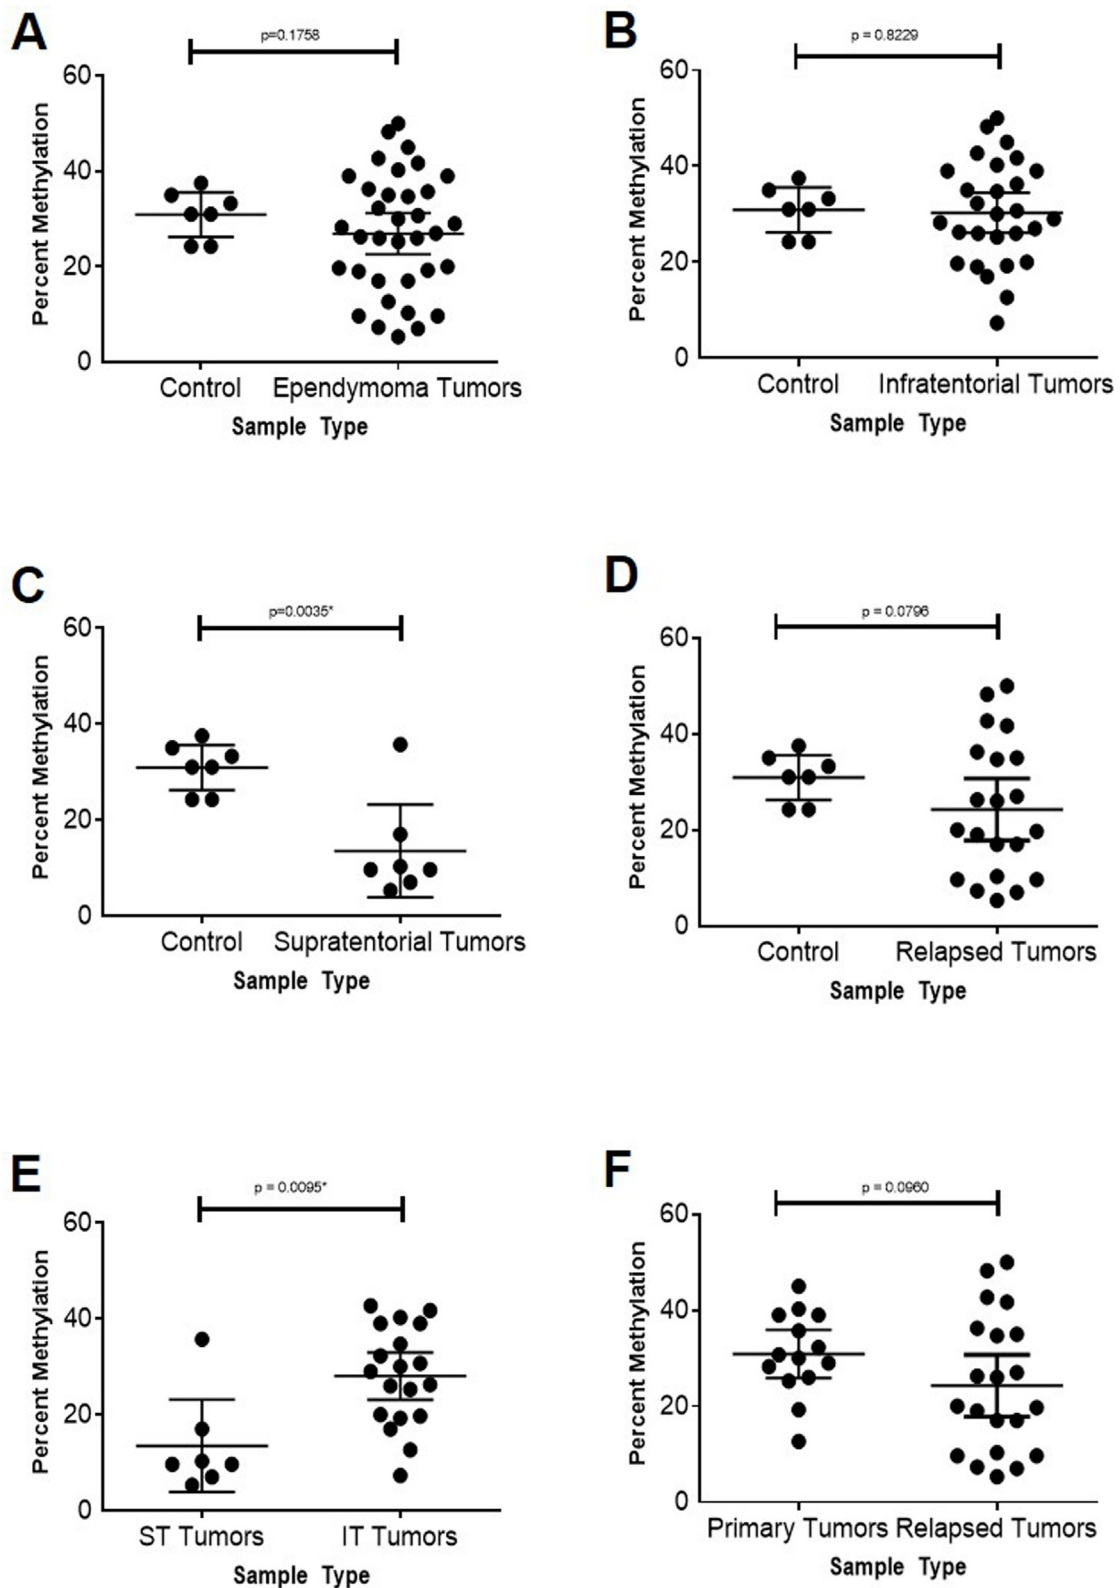 A
p=0.1758
Percent Methylation
60
40
20
0
Control
Ependymoma Tumors
Sample Type
B
p = 0.8229
Percent Methylation
60
40
20
0
Control
Infratentorial Tumors
Sample Type
C
p=0.0035*
Percent Methylation
60
40
20
0
Control
Supratentorial Tumors
Sample Type
D
p = 0.0796
Percent Methylation
60
40
20
0
Control
Relapsed Tumors
Sample Type
E
p = 0.0095*
Percent Methylation
60
40
20
0
ST Tumors
IT Tumors
Sample Type
F
p = 0.0960
Percent Methylation
60
40
20
0
Primary Tumors
Relapsed Tumors
Sample Type